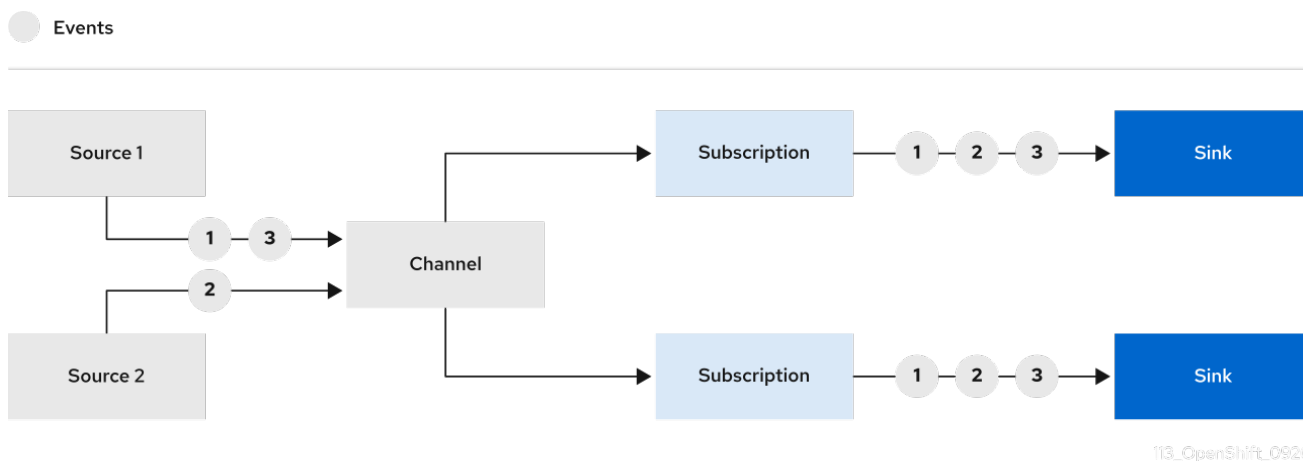 Events
Source 1
Subscription
1 2 3
Sink
1 3
Channel
2
Source 2
Subscription
1 2 3
Sink
113_OpenShift_092